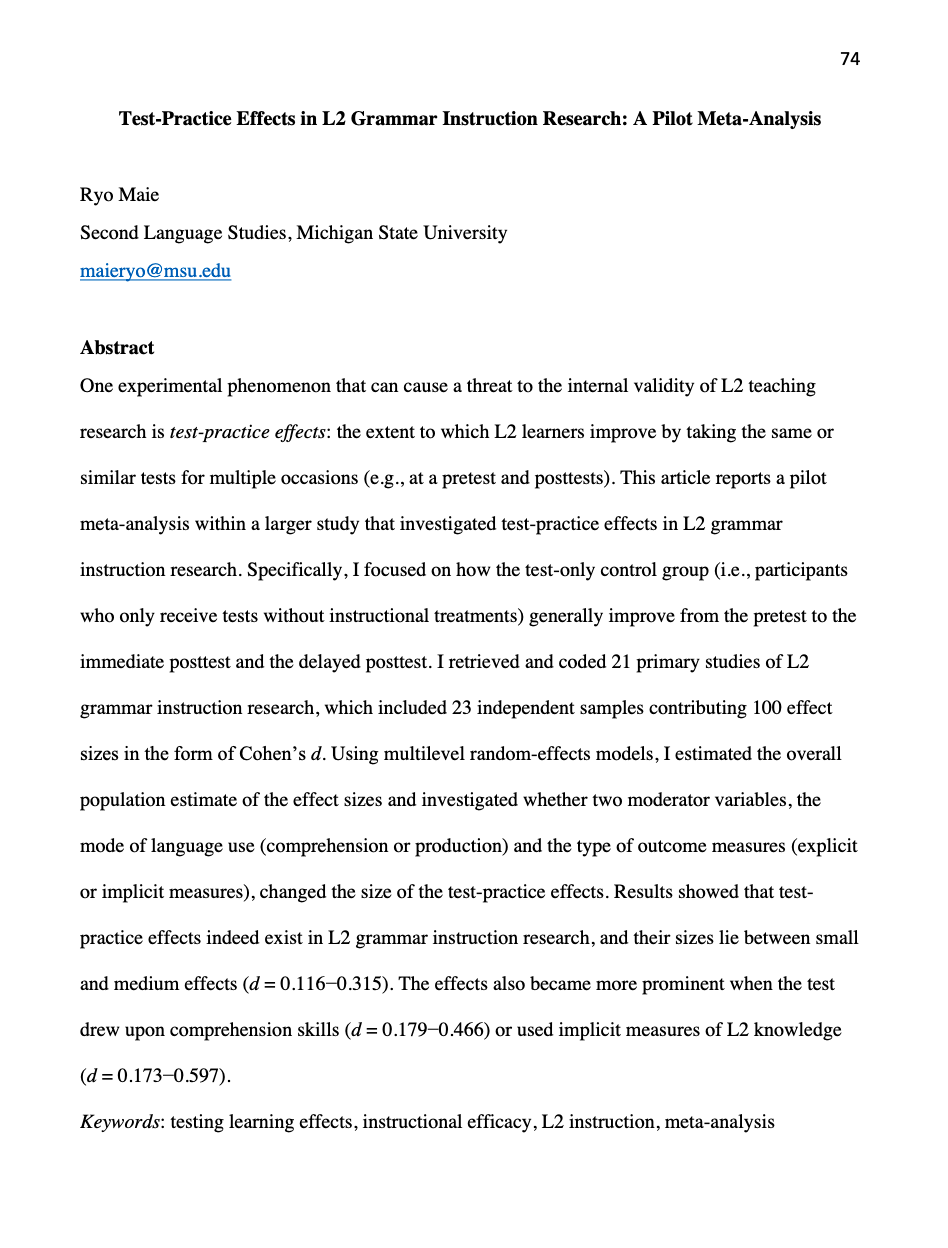 74
Test-Practice Effects in L2 Grammar Instruction Research: A Pilot Meta-Analysis
Ryo Maie
Second Language Studies, Michigan State University
maieryo@msu.edu
Abstract
One experimental phenomenon that can cause a threat to the internal validity of L2 teaching
research is test-practice effects: the extent to which L2 learners improve by taking the same or
similar tests for multiple occasions (e.g., at a pretest and posttests). This article reports a pilot
meta-analysis within a larger study that investigated test-practice effects in L2 grammar
instruction research. Specifically, I focused on how the test-only control group (i.e., participants
who only receive tests without instructional treatments) generally improve from the pretest to the
immediate posttest and the delayed posttest. I retrieved and coded 21 primary studies of L2
grammar instruction research, which included 23 independent samples contributing 100 effect
sizes in the form of Cohen’s d. Using multilevel random-effects models, I estimated the overall
population estimate of the effect sizes and investigated whether two moderator variables, the
mode of language use (comprehension or production) and the type of outcome measures (explicit
or implicit measures), changed the size of the test-practice effects. Results showed that test-
practice effects indeed exist in L2 grammar instruction research, and their sizes lie between small
and medium effects (d = 0.116−0.315). The effects also became more prominent when the test
drew upon comprehension skills (d = 0.179−0.466) or used implicit measures of L2 knowledge
(d = 0.173−0.597).
Keywords: testing learning effects, instructional efficacy, L2 instruction, meta-analysis